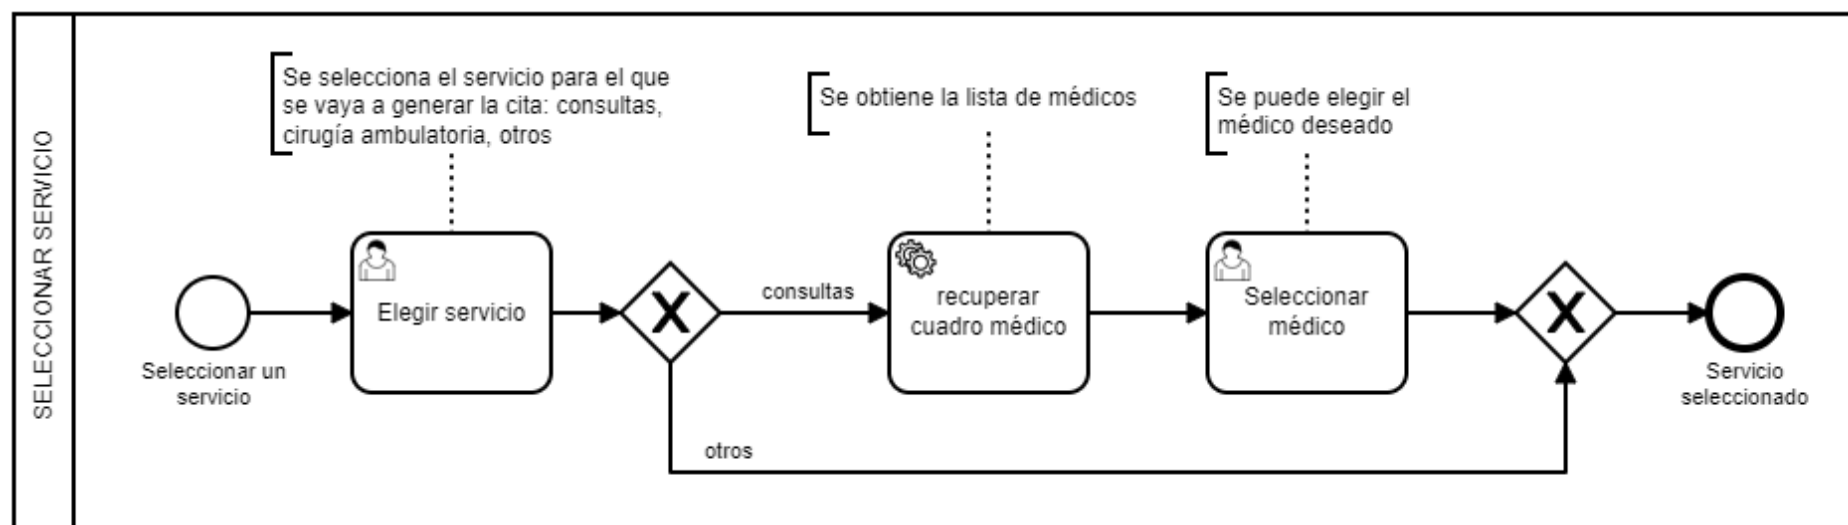 SELECCIONAR SERVICIO
Se selecciona el servicio para el que
se vaya a generar la cita: consultas,
cirugía ambulatoria, otros
Se obtiene la lista de médicos
Se puede elegir el
médico deseado
Seleccionar un
servicio
Elegir servicio
consultas
recuperar
cuadro médico
Seleccionar
médico
Servicio
seleccionado
otros